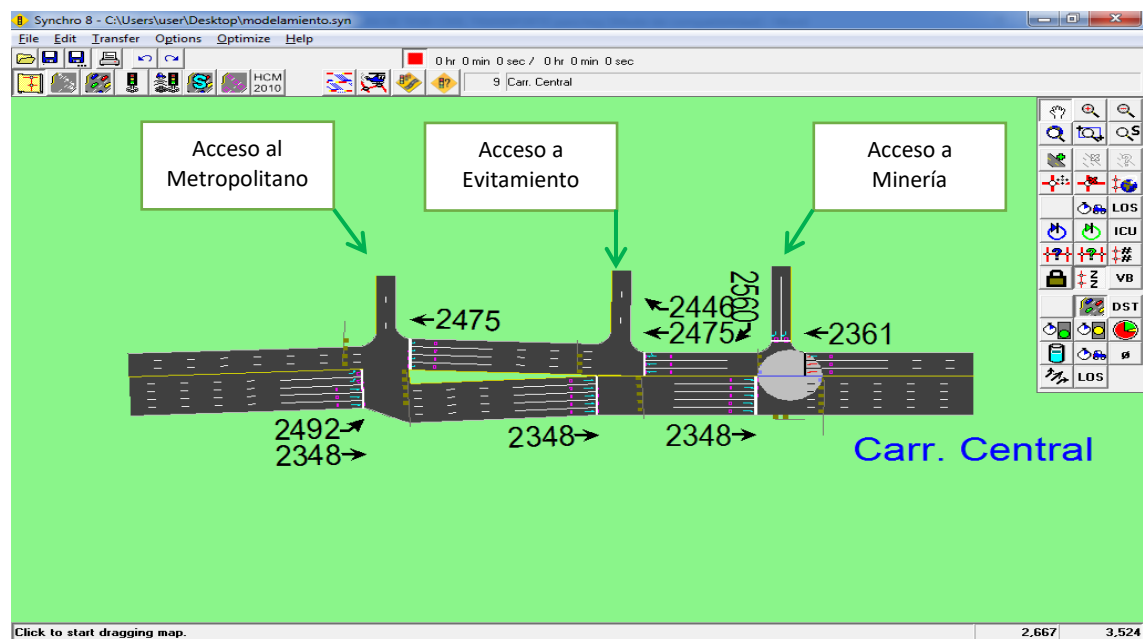 Synchro 8 - C:\Users\user\Desktop\modelamiento.syn
File Edit Transfer Options Optimize Help
0 hr 0 min 0 sec / 0 hr 0 min 0 sec
HCM
2010
9 Carr. Central
Acceso al
Metropolitano
Acceso a
Evitamiento
Acceso a
Minería
S
LOS
ICU
##
VB
DST
ø
LOS
2475
2446
2475
2560
2361
2492
2348
2348
2348
Carr. Central
Click to start dragging map.
2,667 3,524